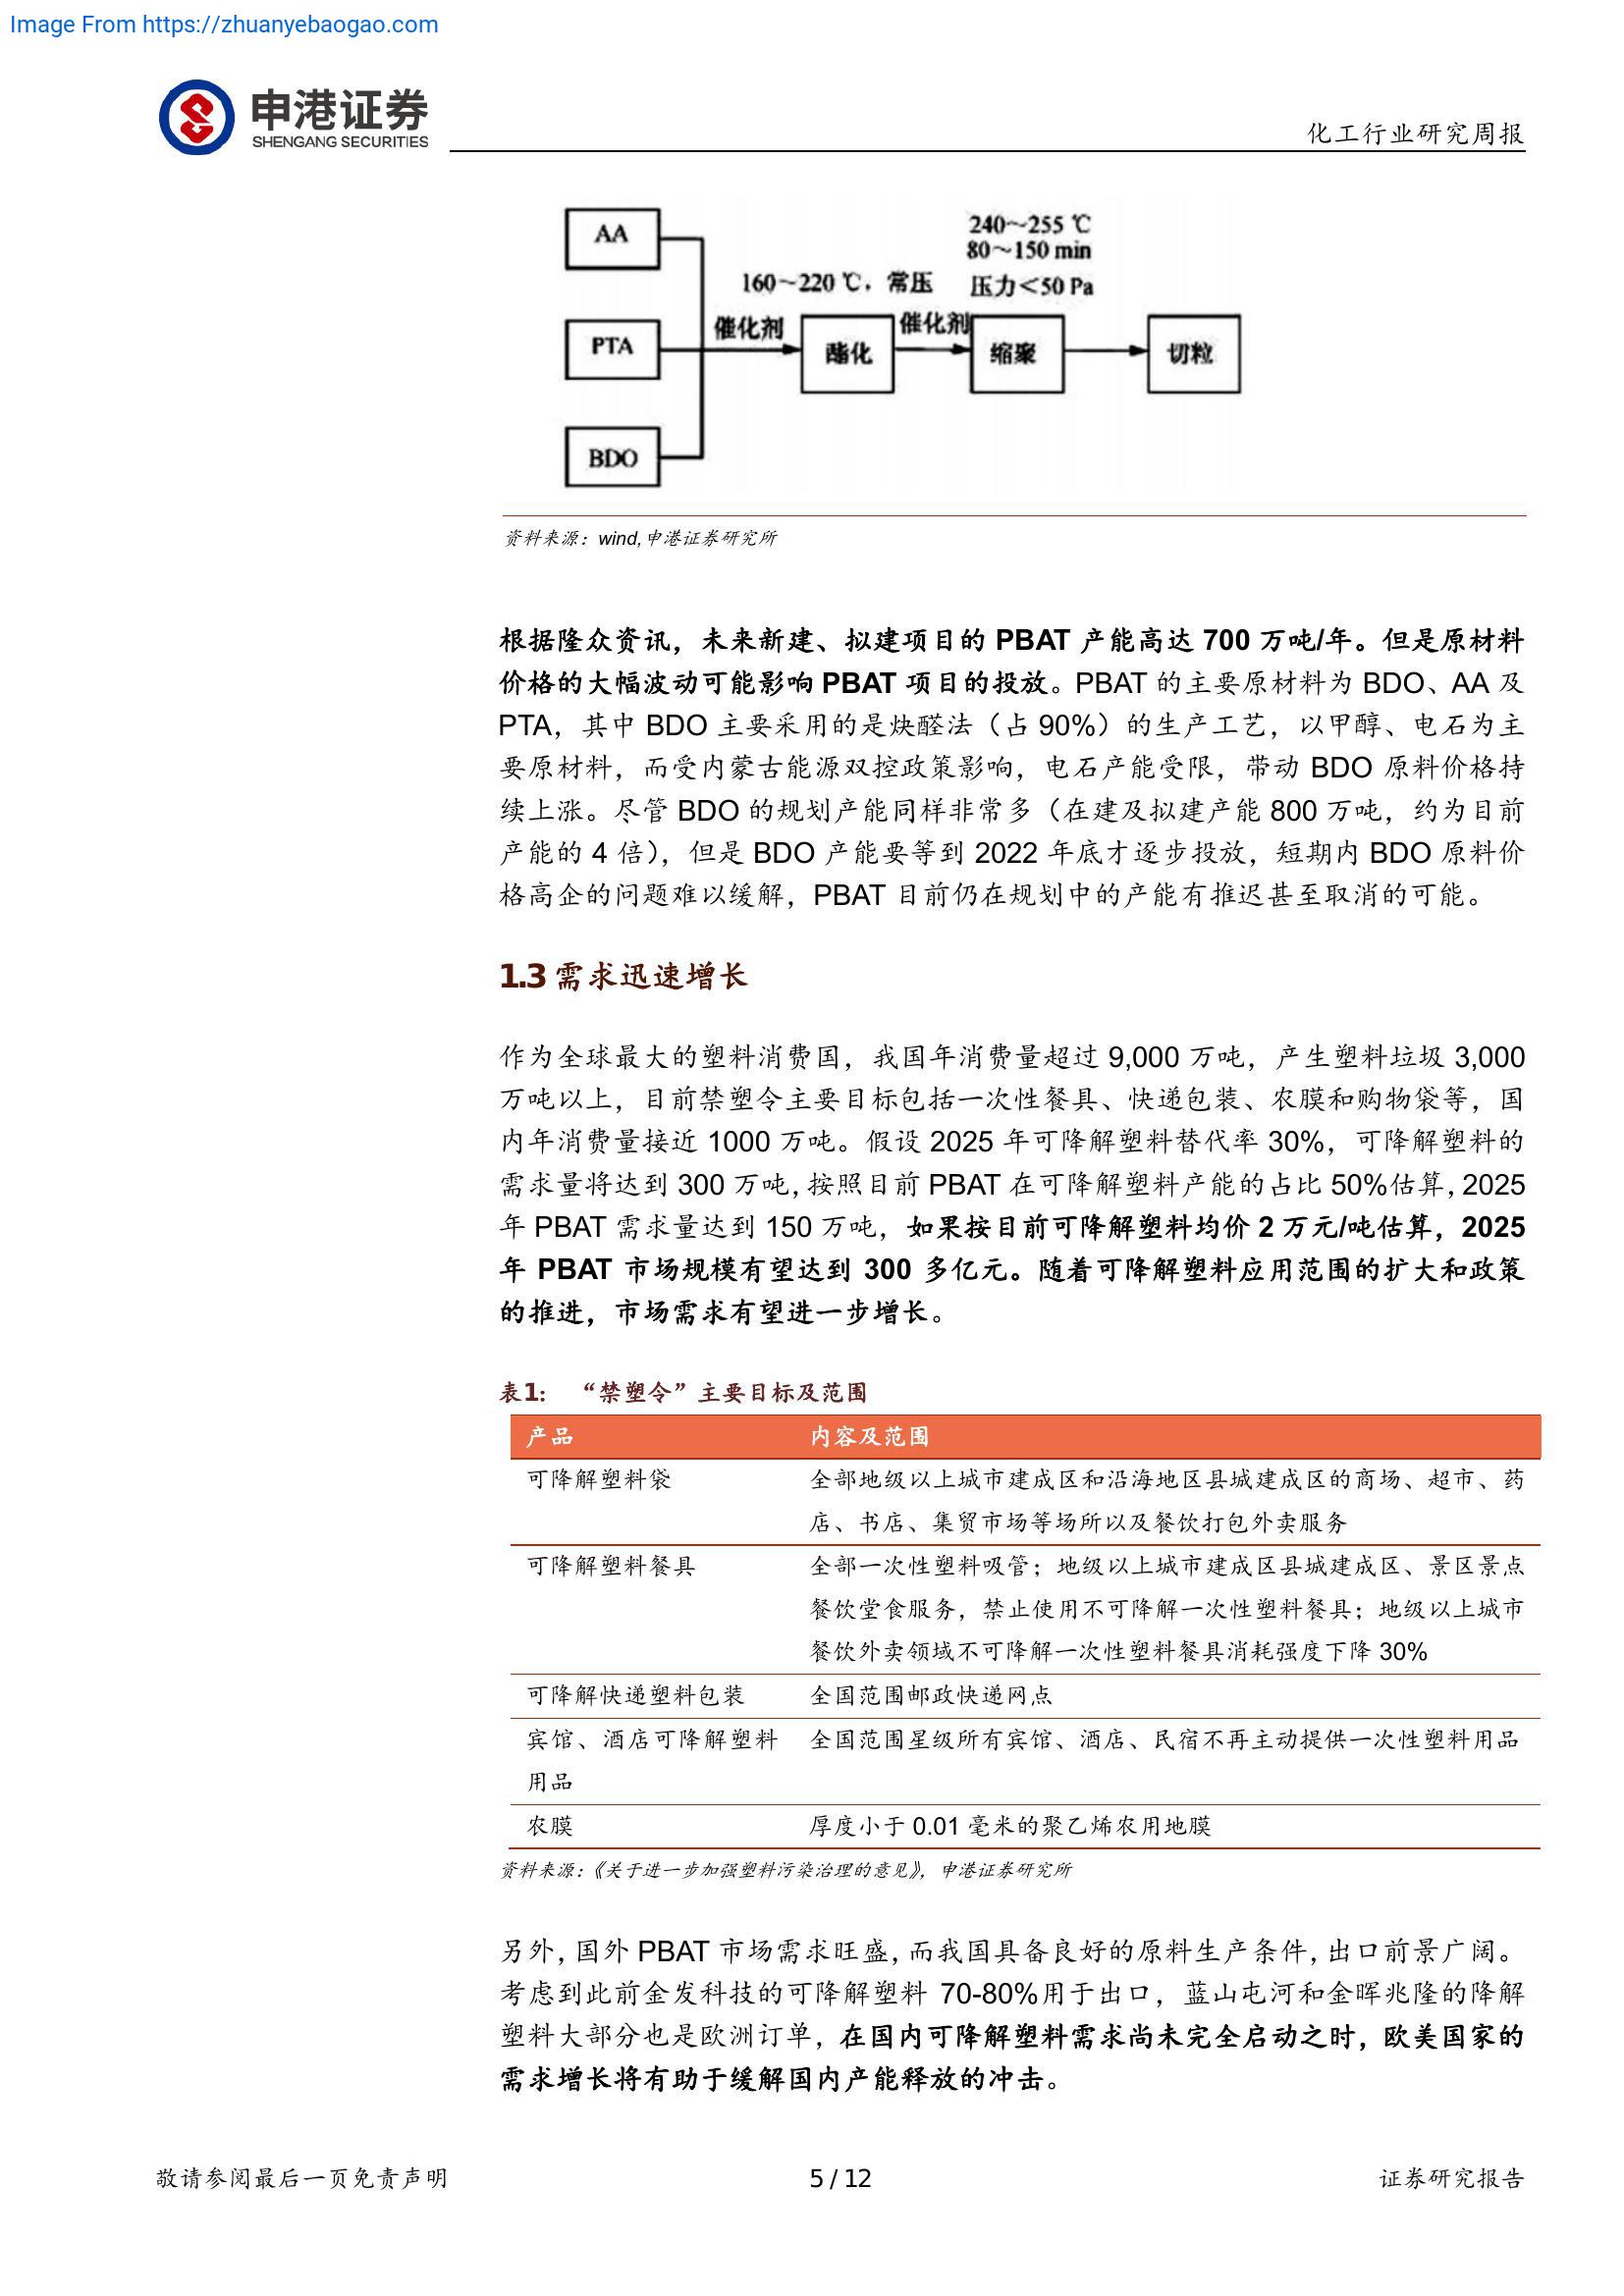 Image From https://zhuanyebaogao.com
申港证券
SHENGANG SECURITIES
化工行业研究周报
AA
PTA
BDO
160～220 ℃，常压
催化剂
酯化
240～255 ℃
80～150 min
压力＜50 Pa
催化剂
缩聚
切粒
资料来源：wind,申港证券研究所
根据隆众资讯，未来新建、拟建项目的 PBAT 产能高达 700 万吨/年。但是原材料
价格的大幅波动可能影响 PBAT 项目的投放。PBAT 的主要原材料为 BDO、AA 及
PTA，其中 BDO 主要采用的是炔醛法（占 90%）的生产工艺，以甲醇、电石为主
要原材料，而受内蒙古能源双控政策影响，电石产能受限，带动 BDO 原料价格持
续上涨。尽管 BDO 的规划产能同样非常多（在建及拟建产能 800 万吨，约为目前
产能的 4 倍），但是 BDO 产能要等到 2022 年底才逐步投放，短期内 BDO 原料价
格高企的问题难以缓解，PBAT 目前仍在规划中的产能有推迟甚至取消的可能。
1.3 需求迅速增长
作为全球最大的塑料消费国，我国年消费量超过 9,000 万吨，产生塑料垃圾 3,000
万吨以上，目前禁塑令主要目标包括一次性餐具、快递包装、农膜和购物袋等，国
内年消费量接近 1000 万吨。假设 2025 年可降解塑料替代率 30%，可降解塑料的
需求量将达到 300 万吨，按照目前 PBAT 在可降解塑料产能的占比 50%估算，2025
年 PBAT 需求量达到 150 万吨，如果按目前可降解塑料均价 2 万元/吨估算，2025
年 PBAT 市场规模有望达到 300 多亿元。随着可降解塑料应用范围的扩大和政策
的推进，市场需求有望进一步增长。
表1： “禁塑令”主要目标及范围
产品 内容及范围
可降解塑料袋 全部地级以上城市建成区和沿海地区县城建成区的商场、超市、药
店、书店、集贸市场等场所以及餐饮打包外卖服务
可降解塑料餐具 全部一次性塑料吸管；地级以上城市建成区县城建成区、景区景点
餐饮堂食服务，禁止使用不可降解一次性塑料餐具；地级以上城市
餐饮外卖领域不可降解一次性塑料餐具消耗强度下降 30%
可降解快递塑料包装 全国范围邮政快递网点
宾馆、酒店可降解塑料 全国范围星级所有宾馆、酒店、民宿不再主动提供一次性塑料用品
用品
农膜 厚度小于 0.01 毫米的聚乙烯农用地膜
资料来源：《关于进一步加强塑料污染治理的意见》，申港证券研究所
另外，国外 PBAT 市场需求旺盛，而我国具备良好的原料生产条件，出口前景广阔。
考虑到此前金发科技的可降解塑料 70-80%用于出口，蓝山屯河和金晖兆隆的降解
塑料大部分也是欧洲订单，在国内可降解塑料需求尚未完全启动之时，欧美国家的
需求增长将有助于缓解国内产能释放的冲击。
敬请参阅最后一页免责声明
5 / 12
证券研究报告